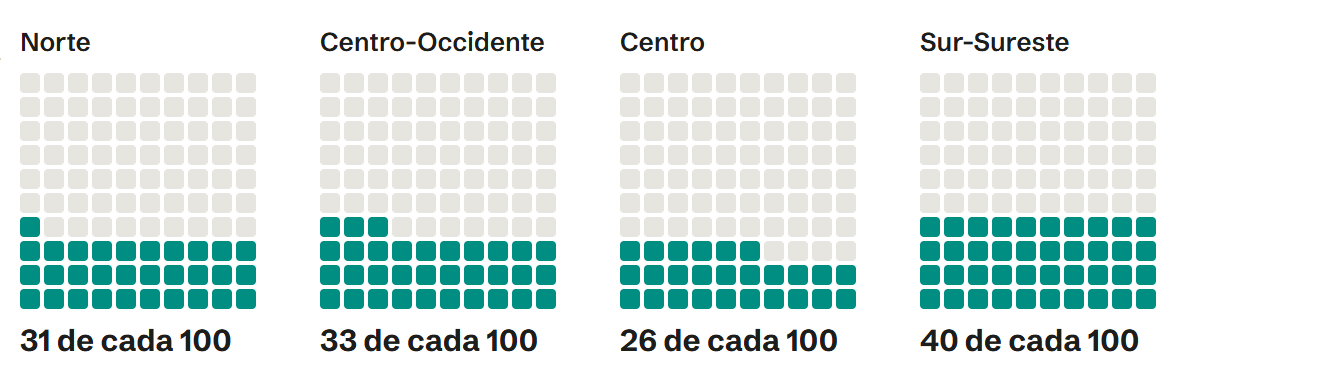 Norte
31 de cada 100
Centro-Occidente
33 de cada 100
Centro
26 de cada 100
Sur-Sureste
40 de cada 100